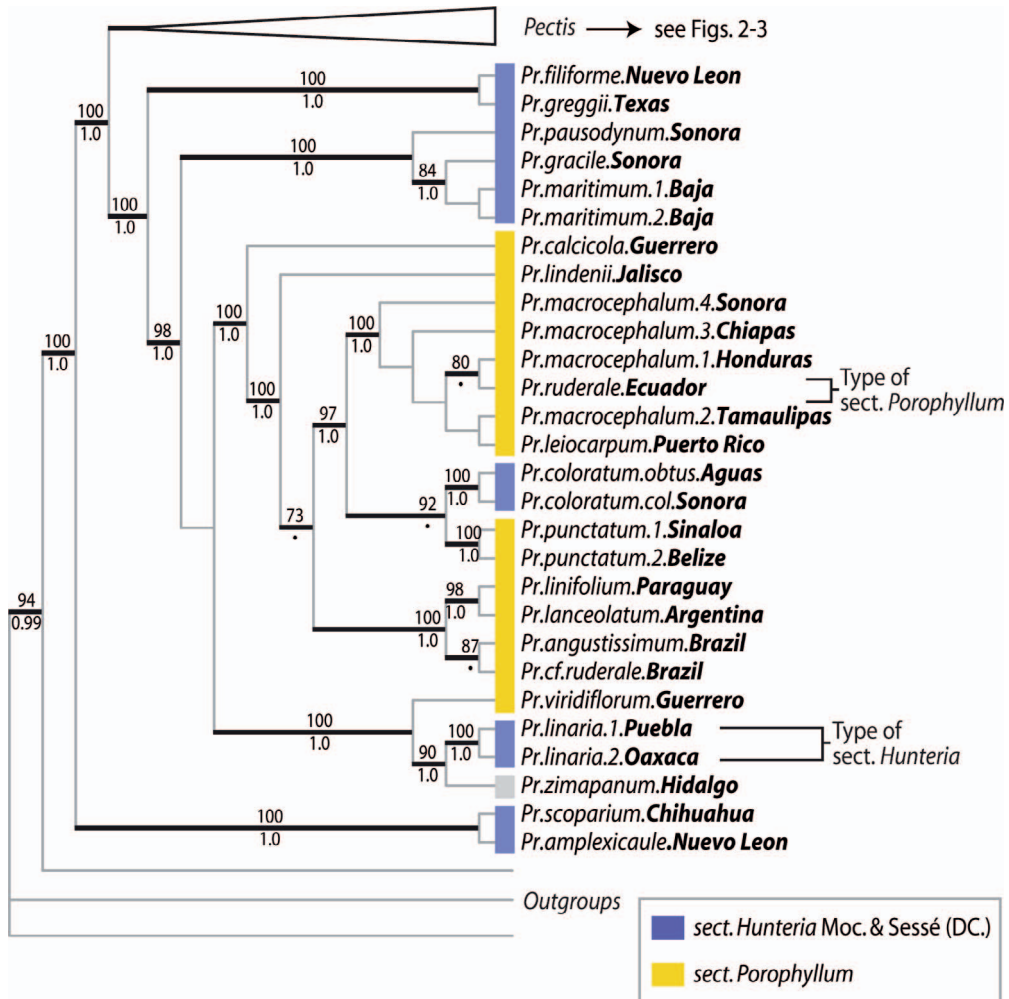 Pectis → see Figs. 2-3
100
1.0
Pr.filiforme.Nuevo Leon
Pr.greggii.Texas
100
1.0
Pr.pausodynum.Sonora
100
1.0
Pr.gracile.Sonora
84
1.0
Pr.maritimum.1.Baja
Pr.maritimum.2.Baja
100
1.0
Pr.calcicola.Guerrero
Pr.lindenii.Jalisco
Pr.macrocephalum.4.Sonora
100
1.0
100
1.0
Pr.macrocephalum.3.Chiapas
98
1.0
100
1.0
Pr.macrocephalum.1.Honduras
80
Pr.ruderale.Ecuador
Type of
sect. Porophyllum
100
1.0
Pr.macrocephalum.2.Tamaulipas
97
1.0
Pr.leiocarpum.Puerto Rico
Pr.coloratum.obtus.Aguas
100
1.0
Pr.coloratum.col.Sonora
73
92
Pr.punctatum.1.Sinaloa
100
1.0
Pr.punctatum.2.Belize
Pr.linifolium.Paraguay
98
1.0
94
0.99
Pr.lanceolatum.Argentina
100
1.0
Pr.angustissimum.Brazil
87
Pr.cf.ruderale.Brazil
Pr.viridiflorum.Guerrero
100
1.0
Pr.linaria.1.Puebla
100
1.0
Pr.linaria.2.Oaxaca
Type of
sect. Hunteria
90
1.0
Pr.zimapanum.Hidalgo
Pr.scoparium.Chihuahua
100
1.0
Pr.amplexicaule.Nuevo Leon
Outgroups
sect. Hunteria Moc. & Sessé (DC.)
sect. Porophyllum